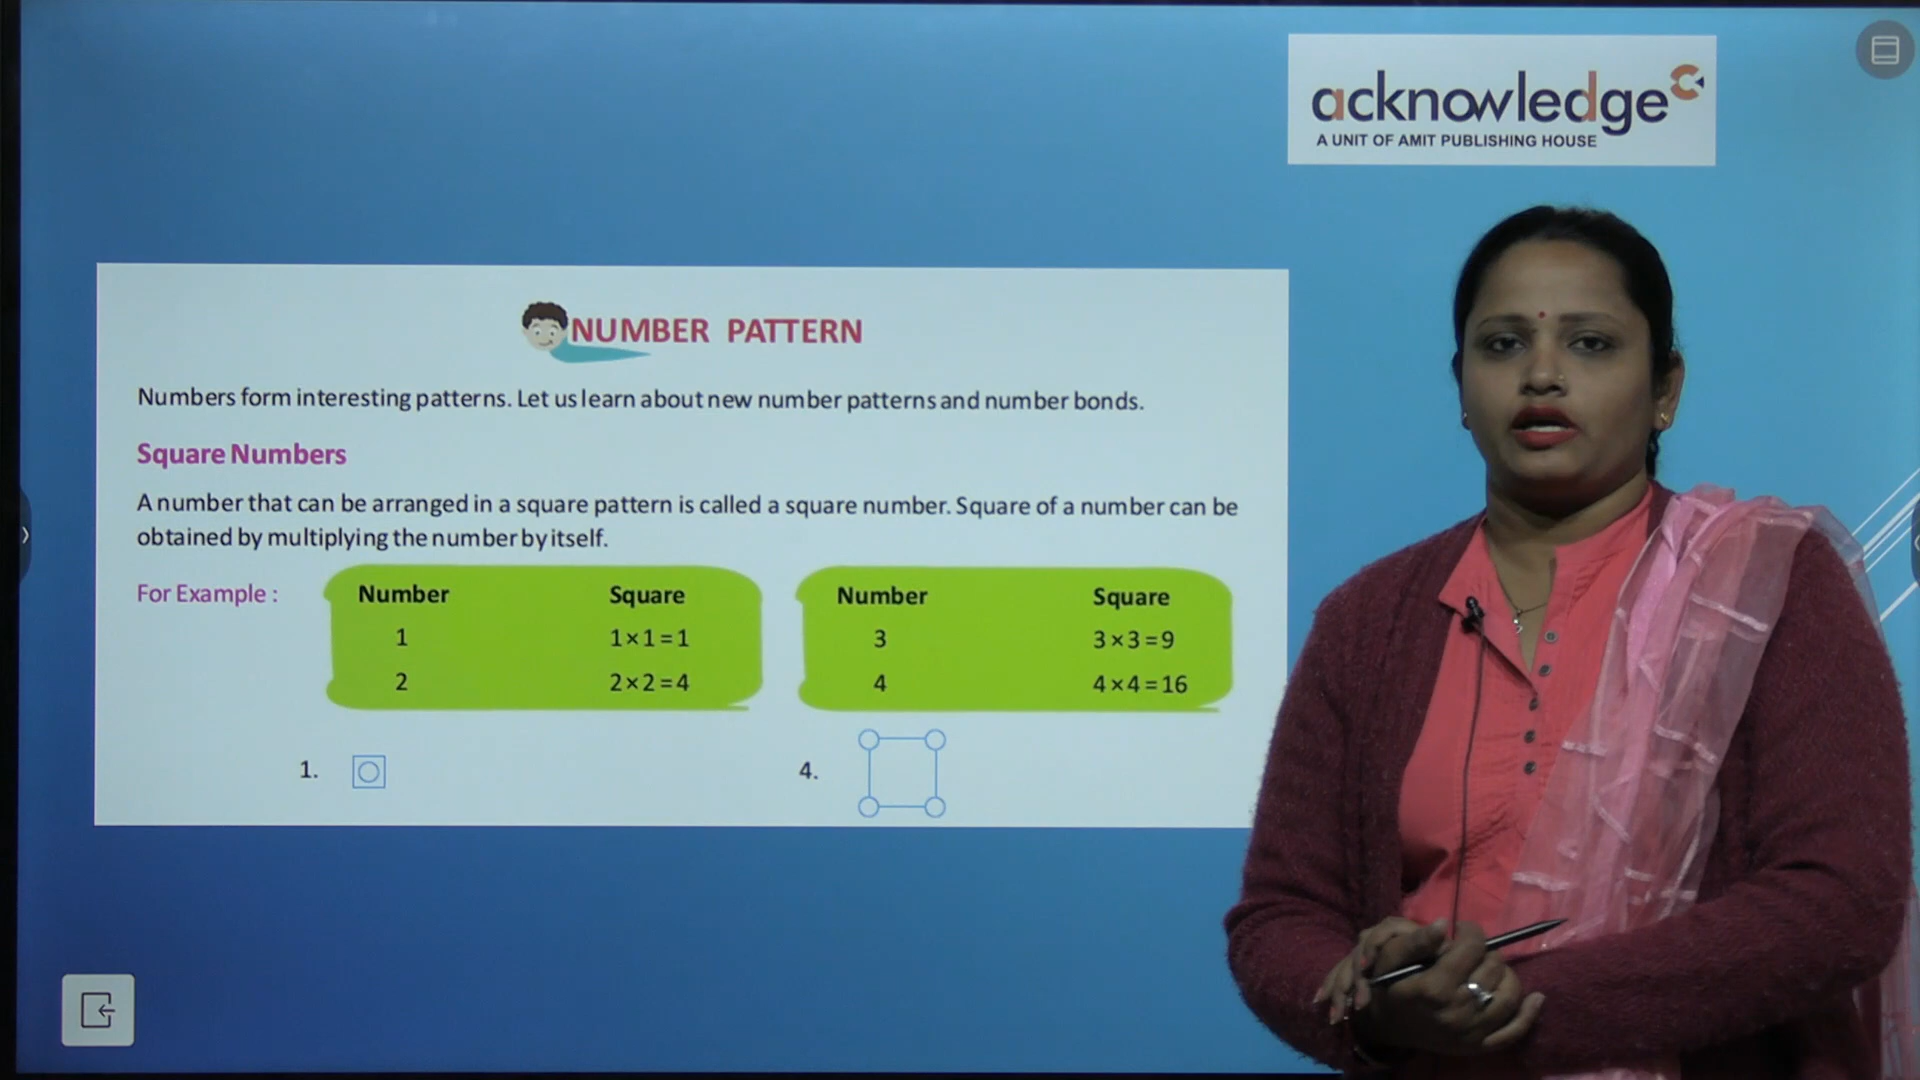 acknowledge
A UNIT OF AMIT PUBLISHING HOUSE
NUMBER PATTERN
Numbers form interesting patterns. Let us learn about new number patterns and number bonds.
Square Numbers
A number that can be arranged in a square pattern is called a square number. Square of a number can be
obtained by multiplying the number by itself.
For Example :
Number Square
1 1×1=1
2 2×2=4
Number Square
3 3×3=9
4 4×4=16
1.
4.